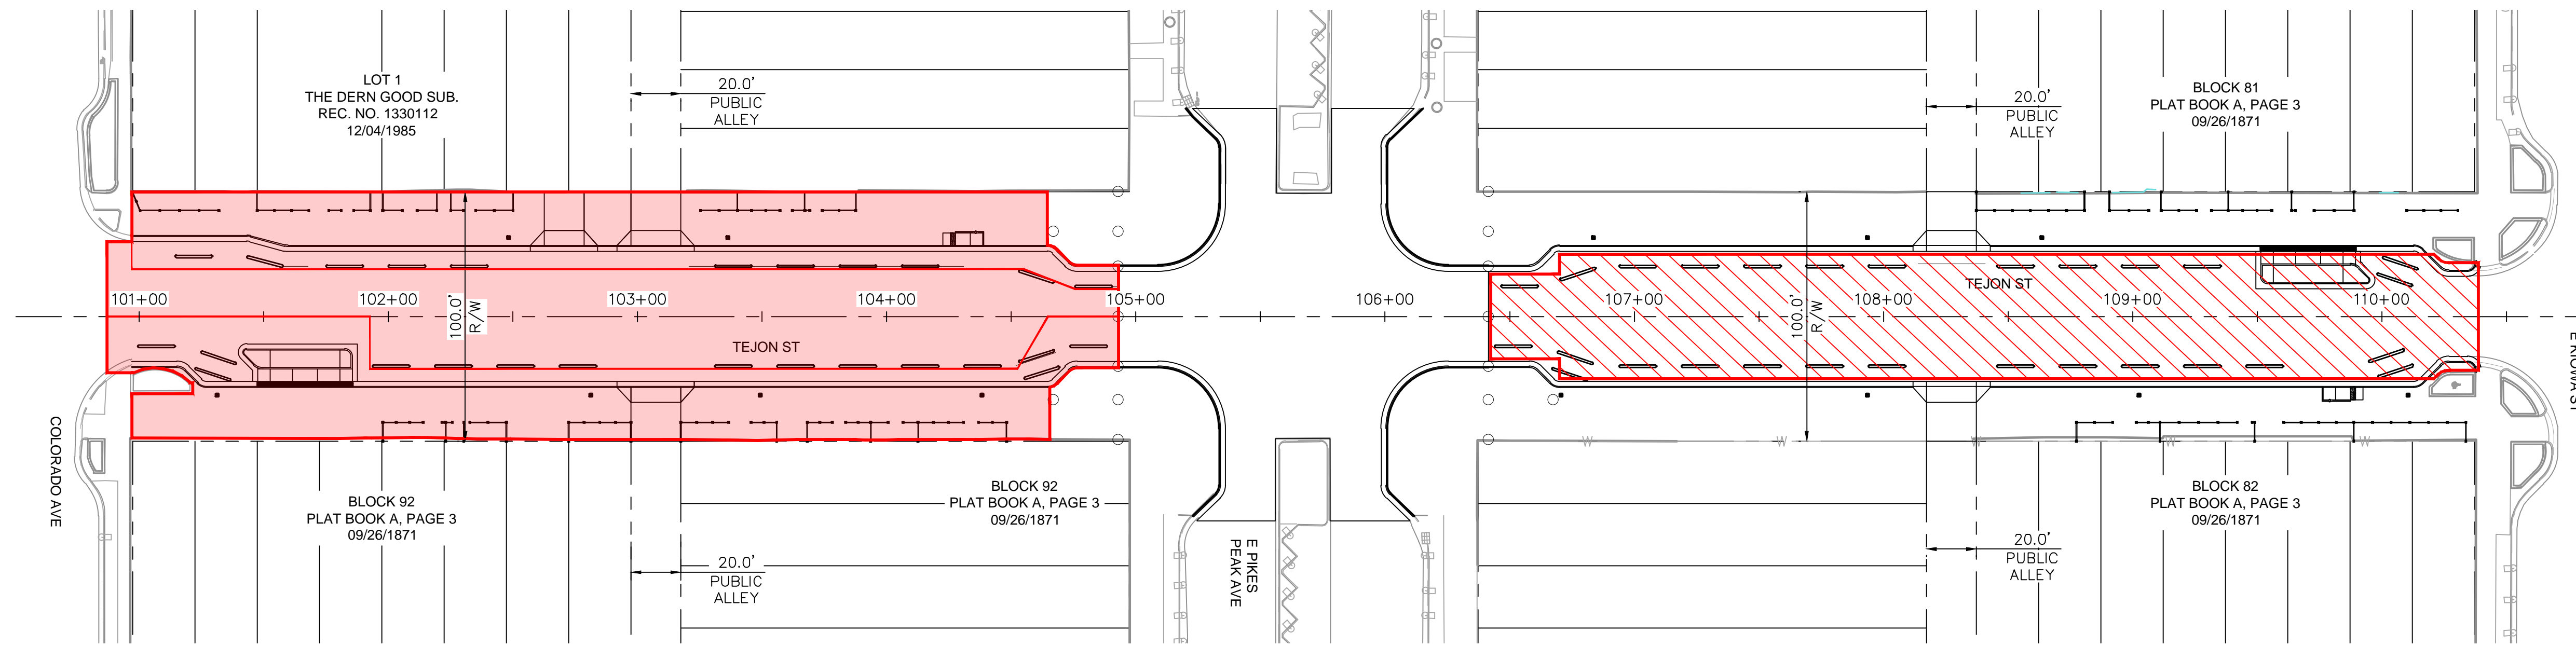 LOT 1
THE DERN GOOD SUB.
REC. NO. 1330112
12/04/1985
20.0'
PUBLIC
ALLEY
20.0'
PUBLIC
ALLEY
BLOCK 81
PLAT BOOK A, PAGE 3
09/26/1871
101+00
102+00
103+00
104+00
105+00
106+00
107+00
108+00
109+00
110+00
100.0'
R/W
100.0'
R/W
TEJON ST
TEJON ST
COLORADO AVE
BLOCK 92
PLAT BOOK A, PAGE 3
09/26/1871
BLOCK 92
PLAT BOOK A, PAGE 3
09/26/1871
20.0'
PUBLIC
ALLEY
E PIKES
PEAK AVE
BLOCK 82
PLAT BOOK A, PAGE 3
09/26/1871
20.0'
PUBLIC
ALLEY
W
W
W
W
W